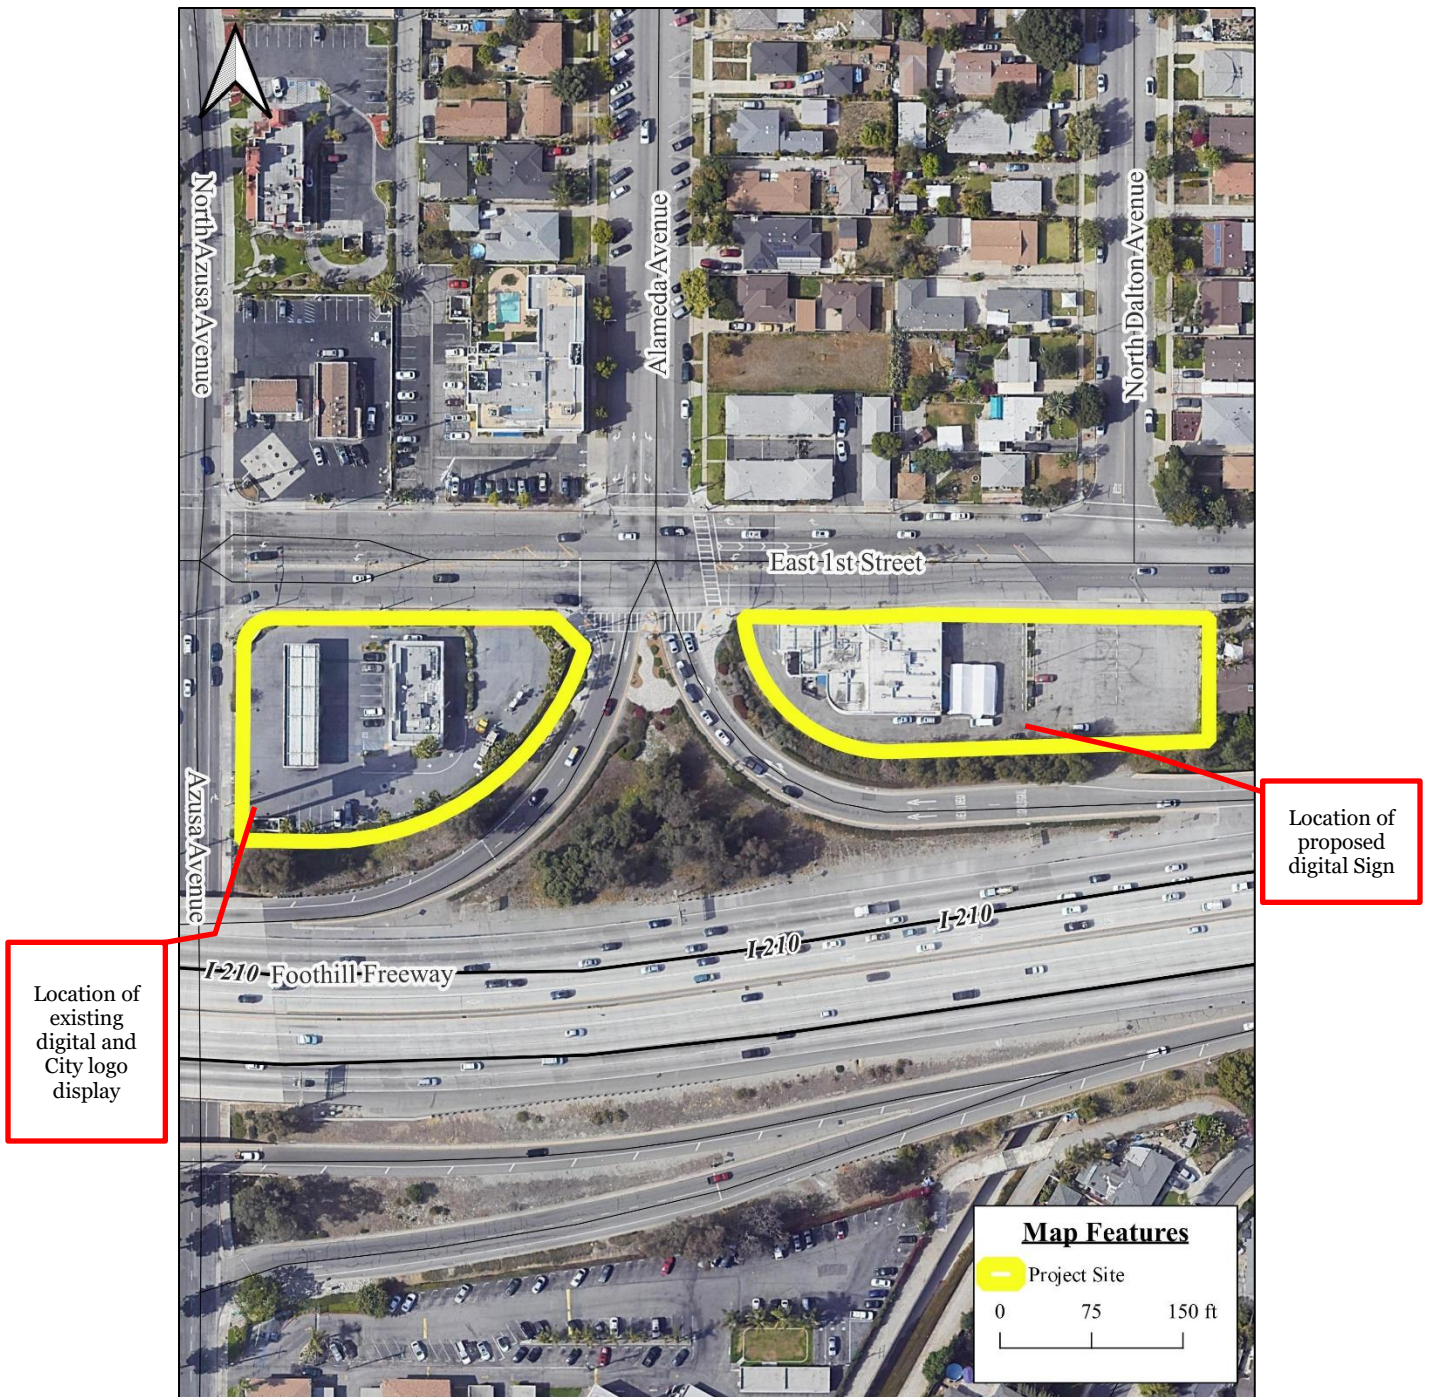 North Azusa Avenue
Alameda Avenue
North Dalton Avenue
East 1st Street
Azusa Avenue
Location of
proposed
digital Sign
I 210
I 210
I 210 Foothill Freeway
Location of
existing
digital and
City logo
display
Map Features
Project Site
0 75 150 ft